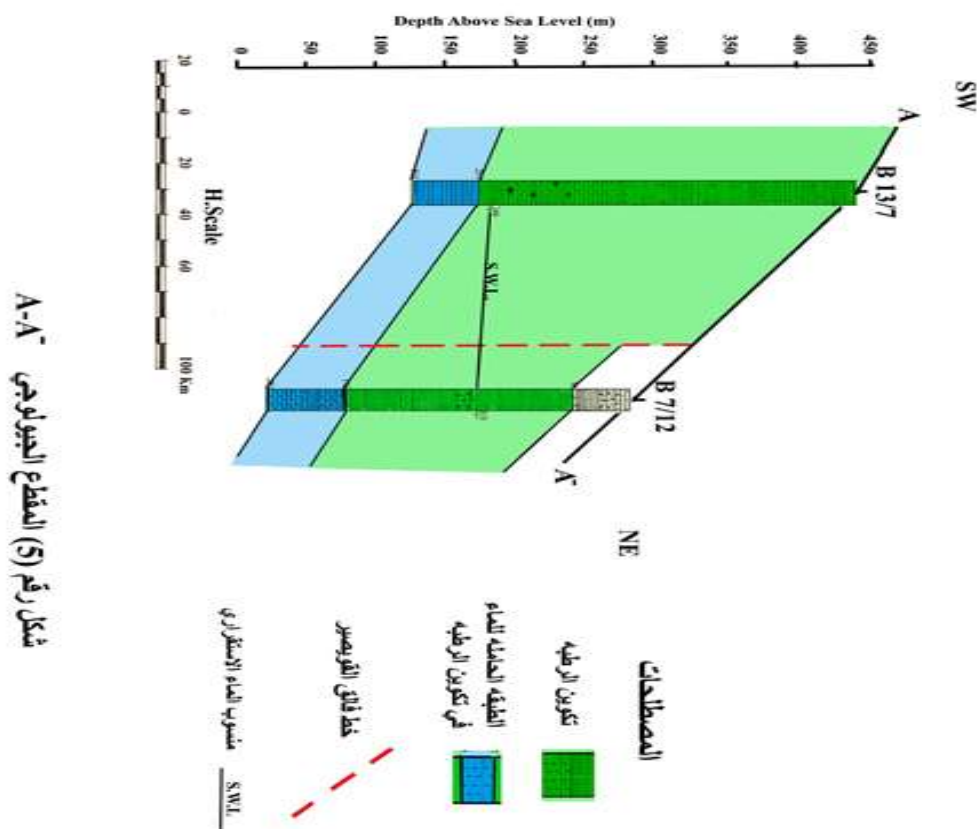 SW
NE
A
B 13/7
B 7/12
A¯
Depth Above Sea Level (m)
450
400
350
300
250
200
150
100
50
0
S.W.L.
20
0
20
40
60
100 Km
H.Scale
المصطلحات
تكوين الرطبه
الطبقه الحامله للماء
في تكوين الرطبه
خط فالق القويصير
منسوب الماء الاستقراري
S.W.L
شكل رقم (5) المقطع الجيولوجي A-A¯